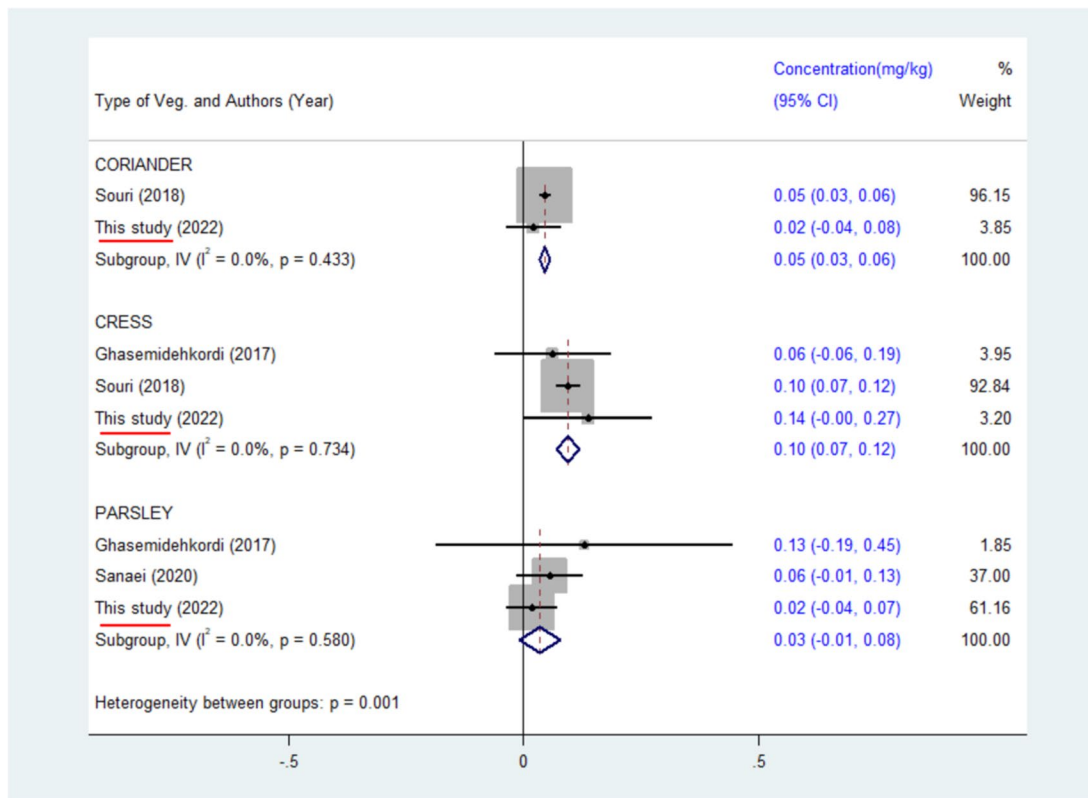 Concentration(mg/kg) %
Type of Veg. and Authors (Year) (95% CI) Weight
CORIANDER
Souri (2018) 0.05 (0.03, 0.06) 96.15
This study (2022) 0.02 (-0.04, 0.08) 3.85
Subgroup, IV (I² = 0.0%, p = 0.433) 0.05 (0.03, 0.06) 100.00
CRESS
Ghasemidehkordi (2017) 0.06 (-0.06, 0.19) 3.95
Souri (2018) 0.10 (0.07, 0.12) 92.84
This study (2022) 0.14 (-0.00, 0.27) 3.20
Subgroup, IV (I² = 0.0%, p = 0.734) 0.10 (0.07, 0.12) 100.00
PARSLEY
Ghasemidehkordi (2017) 0.13 (-0.19, 0.45) 1.85
Sanaei (2020) 0.06 (-0.01, 0.13) 37.00
This study (2022) 0.02 (-0.04, 0.07) 61.16
Subgroup, IV (I² = 0.0%, p = 0.580) 0.03 (-0.01, 0.08) 100.00
Heterogeneity between groups: p = 0.001
-.5 0 .5